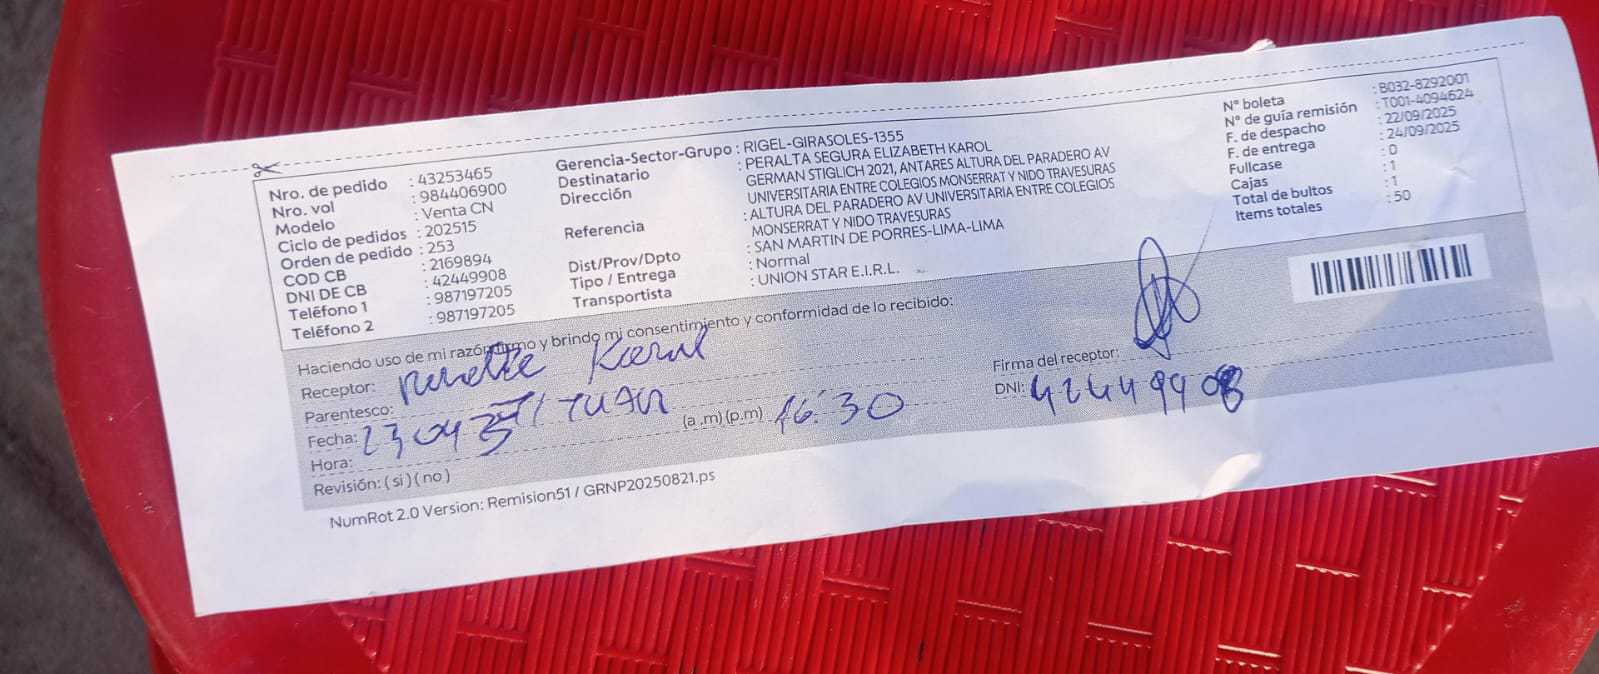 Nro. de pedido : 43253465
Nro. vol : 984406900
Modelo : Venta CN
Ciclo de pedidos : 202515
Orden de pedido : 253
COD CB : 2169894
DNI DE CB : 42449908
Teléfono 1 : 987197205
Teléfono 2 : 987197205
Gerencia-Sector-Grupo : RIGEL-GIRASOLES-1355
Destinatario : PERALTA SEGURA ELIZABETH KAROL
Dirección GERMAN STIGLICH 2021, ANTARES ALTURA DEL PARADERO AV
UNIVERSITARIA ENTRE COLEGIOS MONSERRAT Y NIDO TRAVESURAS
Referencia : ALTURA DEL PARADERO AV UNIVERSITARIA ENTRE COLEGIOS
MONSERRAT Y NIDO TRAVESURAS
Dist/Prov/Dpto : SAN MARTIN DE PORRES-LIMA-LIMA
Tipo / Entrega : Normal
Transportista : UNION STAR E.I.R.L.
N° boleta : B032-8292001
N° de guía remisión : T001-4094624
F. de despacho : 22/09/2025
F. de entrega : 24/09/2025
Fullcase : 0
Cajas : 1
Total de bultos : 1
Items totales : 50
Haciendo uso de mi razón firmo y brindo mi consentimiento y conformidad de lo recibido:
Receptor: Karol
Parentesco:
Fecha: 23
Hora: (a.m) (p.m) 16:30
Revisión: ( si ) ( no )
Firma del receptor:
DNI: 42449908
NumRot 2.0 Version: Remision51 / GRNP20250821.ps